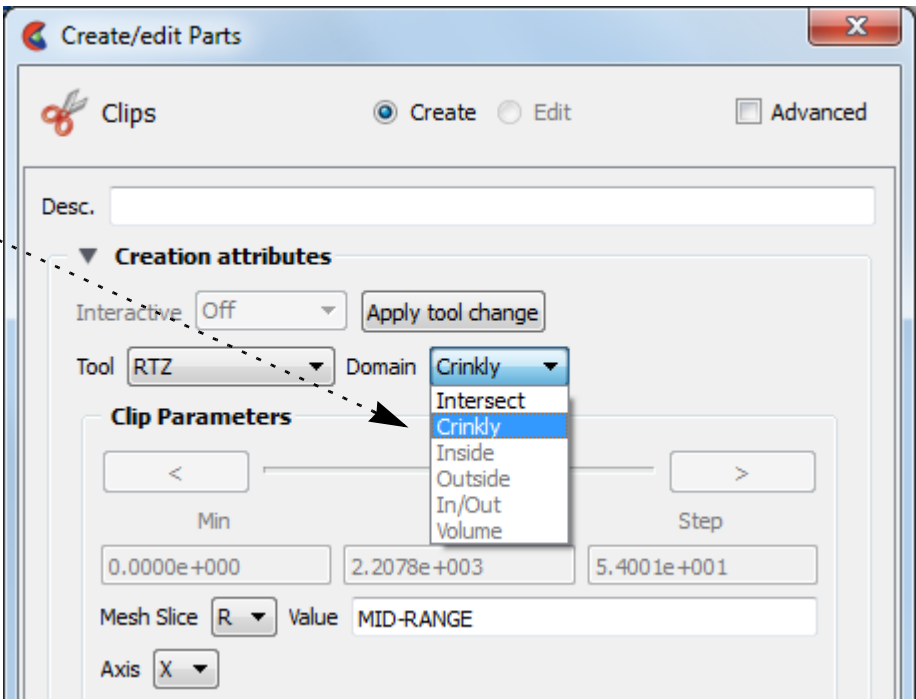 Create/edit Parts
Clips Create Edit Advanced
Desc.
Creation attributes
Interactive Off Apply tool change
Tool RTZ Domain Crinkly
Intersect
Clip Parameters
Crinkly
Inside
< >
Outside
In/Out
Min Step
Volume
0.0000e+000 2.2078e+003 5.4001e+001
Mesh Slice R Value MID-RANGE
Axis X